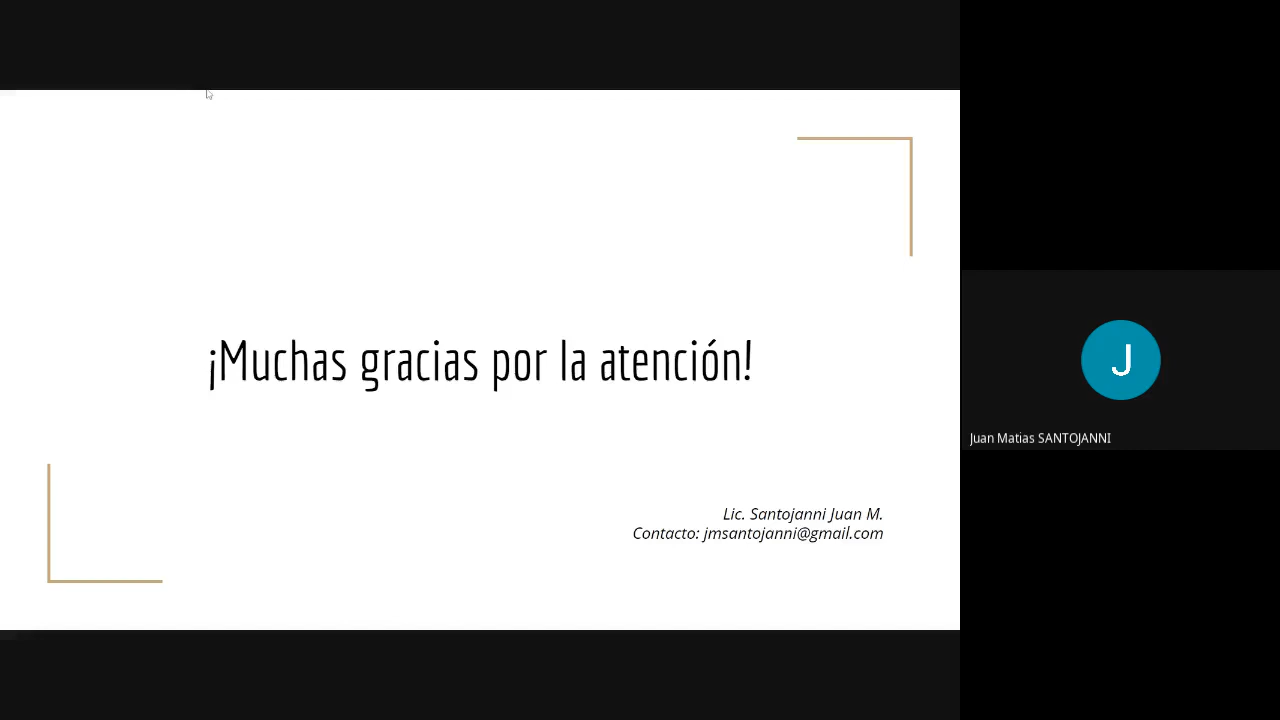 ¡Muchas gracias por la atención!
Lic. Santojanni Juan M.
Contacto: jmsantojanni@gmail.com
J
Juan Matias SANTOJANNI